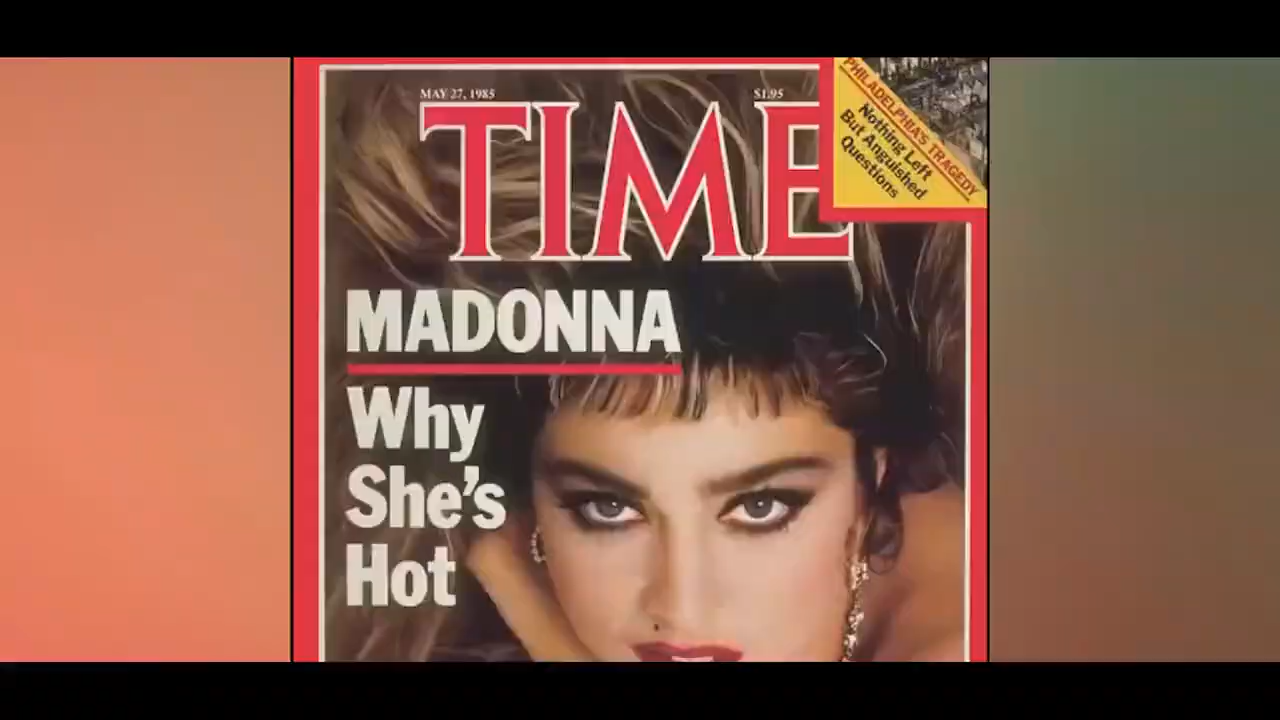 MAY 27, 1985
$1.95
TIME
PHILADELPHIA'S TRAGEDY
Nothing Left
But Anguished
Questions
MADONNA
Why
She's
Hot